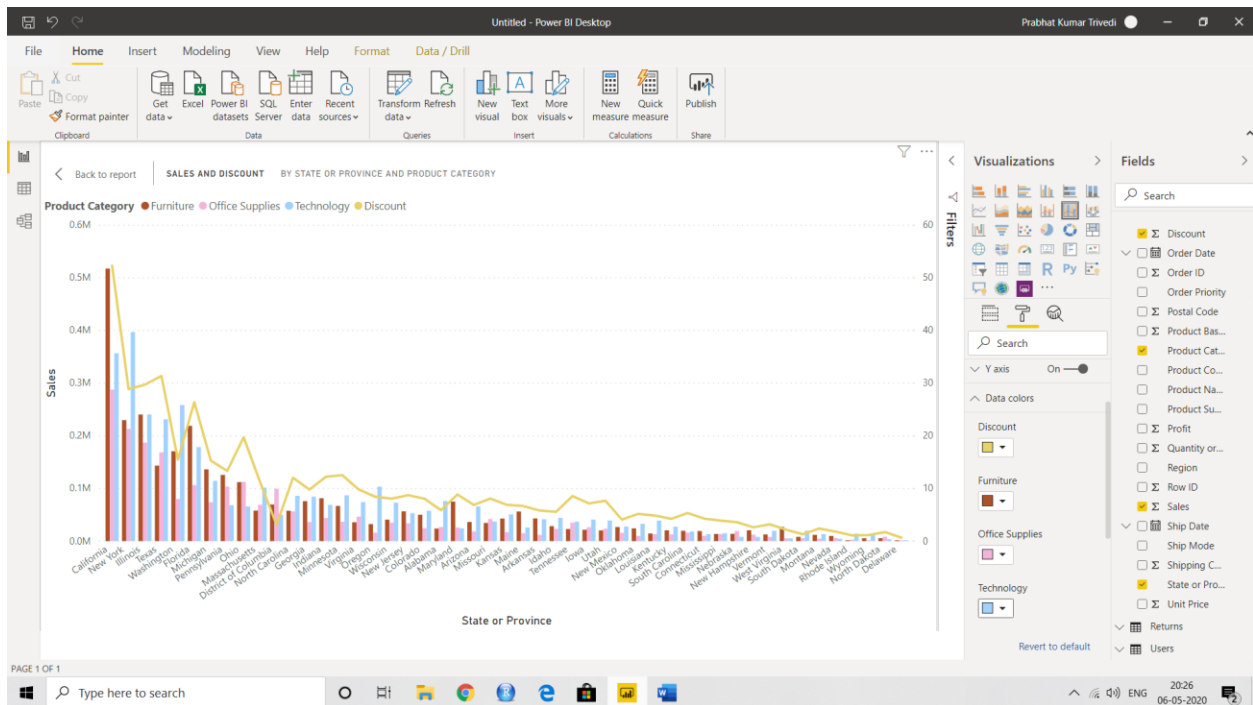 Untitled - Power BI Desktop
Prabhat Kumar Trivedi
File Home Insert Modeling View Help Format Data / Drill
Paste
Cut
Copy
Format painter
Get data
Excel
Power BI datasets
SQL Server
Enter data
Recent sources
Transform data
Refresh
New visual
Text box
More visuals
New measure
Quick measure
Publish
Clipboard
Data
Queries
Insert
Calculations
Share
Back to report
SALES AND DISCOUNT BY STATE OR PROVINCE AND PRODUCT CATEGORY
Product Category Furniture Office Supplies Technology Discount
0.6M
0.5M
0.4M
0.3M
0.2M
0.1M
0.0M
Sales
60
50
40
30
20
10
0
California
New York
Illinois
Texas
Washington
Florida
Michigan
Pennsylvania
Ohio
Massachusetts
District of Columbia
North Carolina
Georgia
Indiana
Minnesota
Virginia
Oregon
Wisconsin
New Jersey
Colorado
Alabama
Maryland
Arizona
Missouri
Kansas
Maine
Arkansas
Idaho
Tennessee
Iowa
Utah
New Mexico
Oklahoma
Louisiana
Kentucky
South Carolina
Connecticut
Mississippi
Nebraska
New Hampshire
Vermont
West Virginia
South Dakota
Montana
Nevada
Rhode Island
Wyoming
North Dakota
Delaware
State or Province
Filters
Visualizations
R Py
Search
Y axis On
Data colors
Discount
Furniture
Office Supplies
Technology
Revert to default
Fields
Search
Σ Discount
Order Date
Σ Order ID
Order Priority
Σ Postal Code
Σ Product Bas...
Product Cat...
Product Co...
Product Na...
Product Su...
Σ Profit
Σ Quantity or...
Region
Σ Row ID
Σ Sales
Ship Date
Ship Mode
Σ Shipping C...
State or Pro...
Σ Unit Price
Returns
Users
PAGE 1 OF 1
Type here to search
ENG
20:26
06-05-2020
2